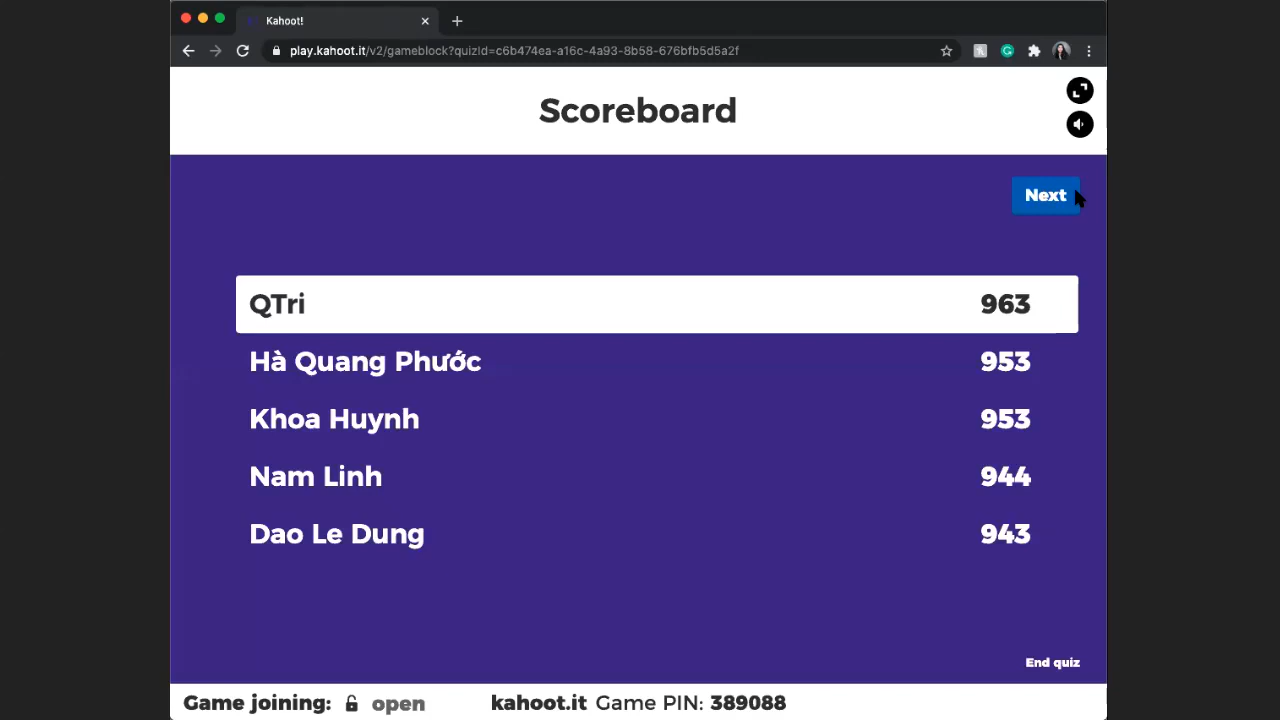 Kahoot!
play.kahoot.it/v2/gameblock?quizId=c6b474ea-a16c-4a93-8b58-676bfb5d5a2f
Scoreboard
Next
QTri 963
Hà Quang Phước 953
Khoa Huynh 953
Nam Linh 944
Dao Le Dung 943
End quiz
Game joining: open kahoot.it Game PIN: 389088